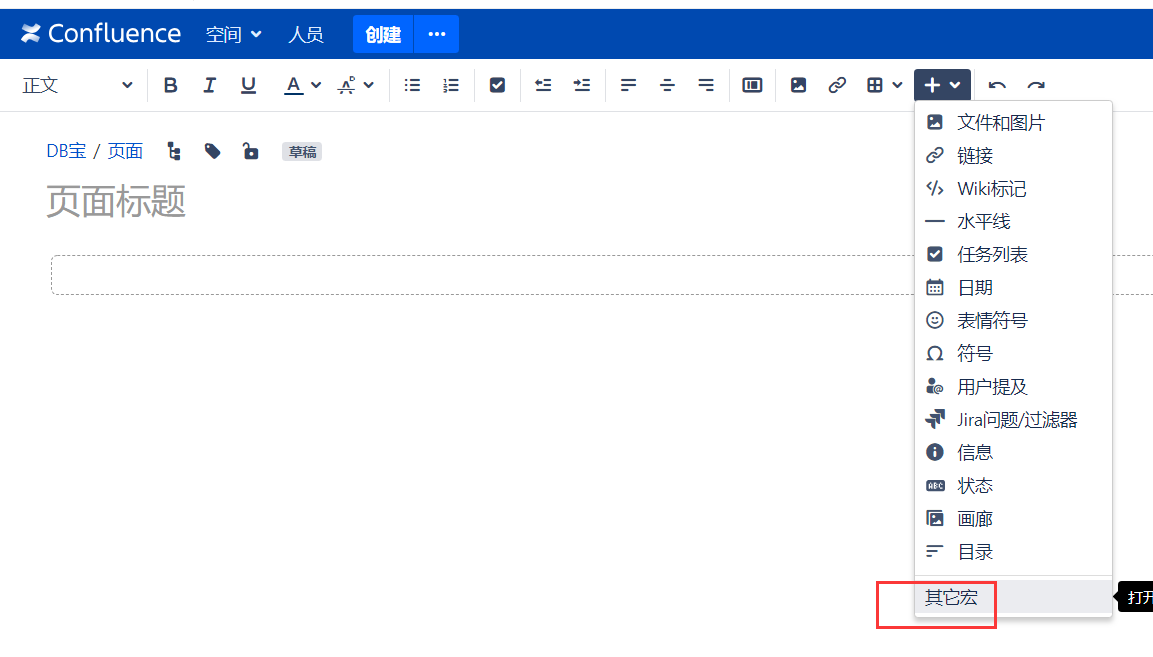 Confluence 空间 人员 创建 ···
正文 B I U A
DB宝 / 页面 草稿
页面标题
文件和图片
链接
Wiki标记
水平线
任务列表
日期
表情符号
符号
用户提及
Jira问题/过滤器
信息
ABC 状态
画廊
目录
其它宏 打开